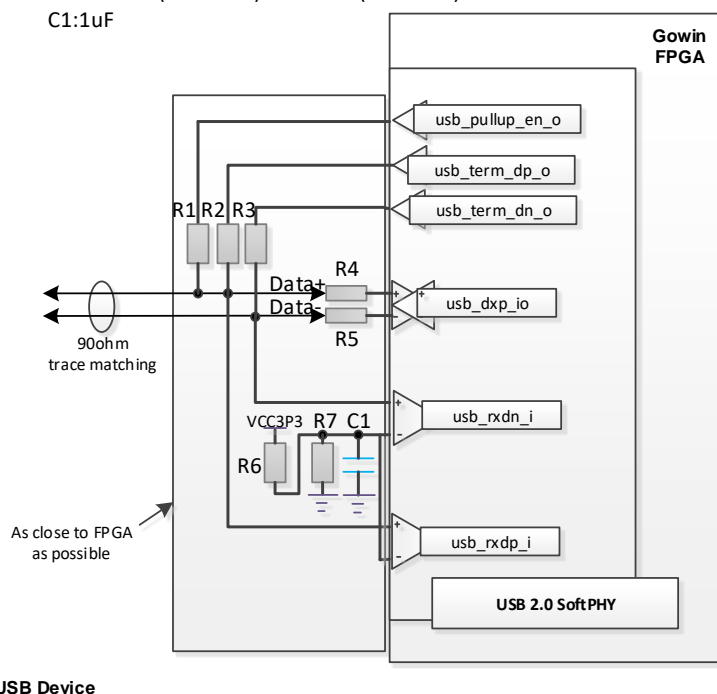 C1:1uF
Gowin
FPGA
usb_pullup_en_o
usb_term_dp_o
usb_term_dn_o
R1 R2 R3
Data+
R4
+ +
usb_dxp_io
Data-
-
R5
90ohm
trace matching
+
usb_rxdn_i
-
VCC3P3 R7 C1
R6
As close to FPGA
as possible
+
usb_rxdp_i
-
USB 2.0 SoftPHY
Device